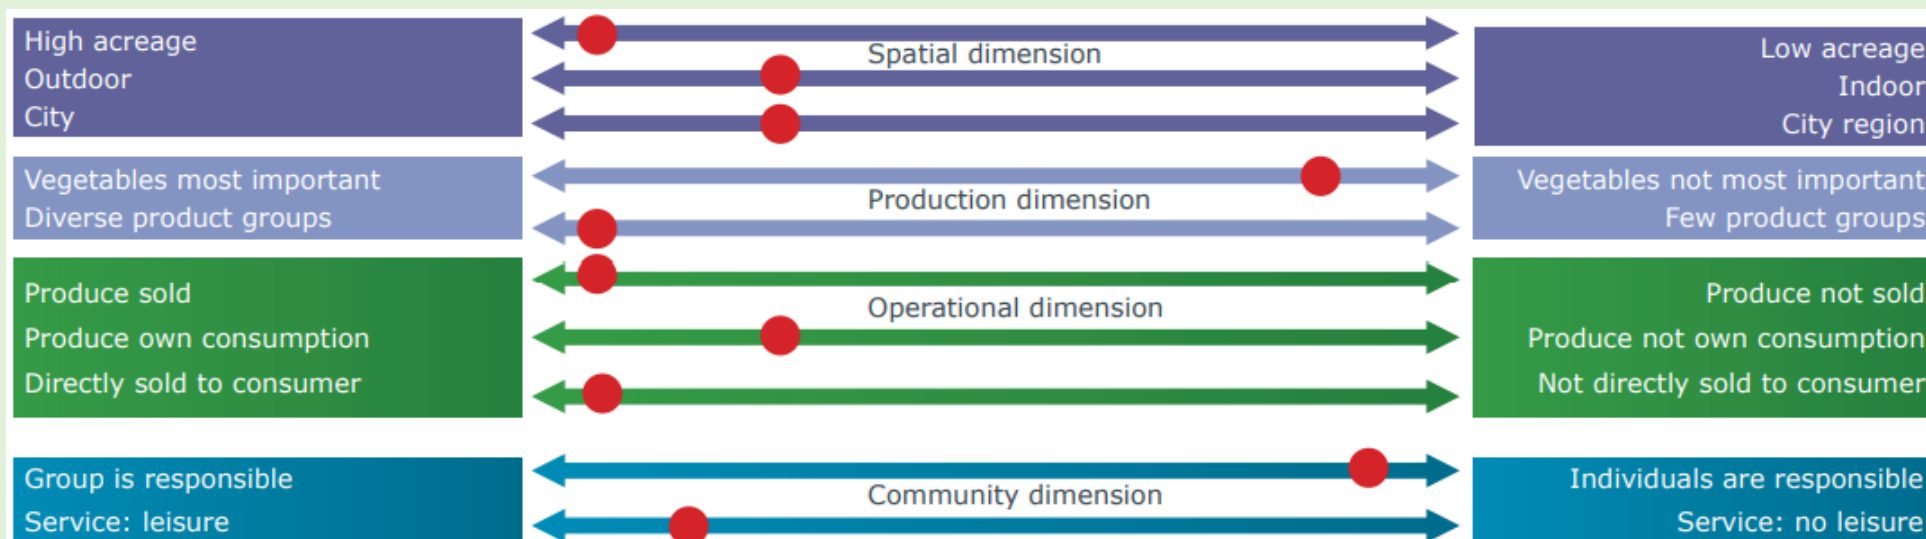 High acreage
Outdoor
City
Spatial dimension
Low acreage
Indoor
City region
Vegetables most important
Diverse product groups
Production dimension
Vegetables not most important
Few product groups
Produce sold
Produce own consumption
Directly sold to consumer
Operational dimension
Produce not sold
Produce not own consumption
Not directly sold to consumer
Group is responsible
Service: leisure
Community dimension
Individuals are responsible
Service: no leisure